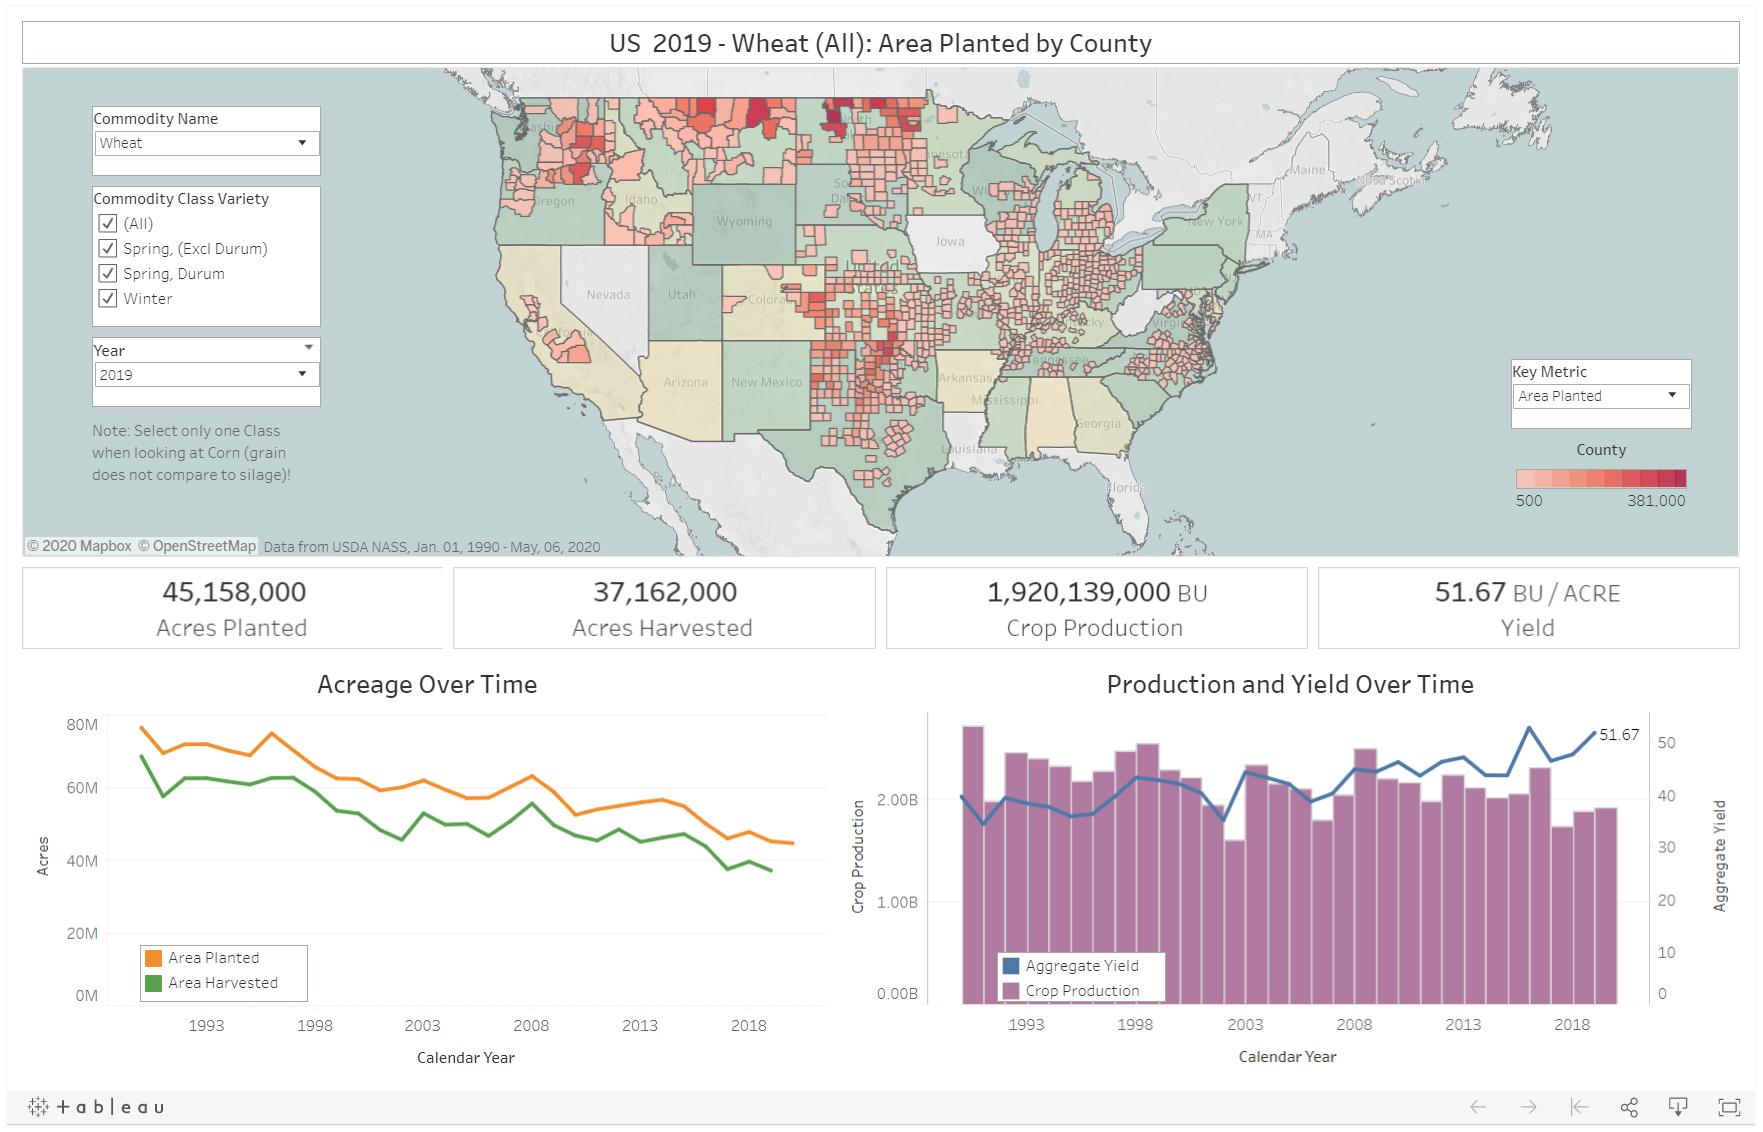 US 2019 - Wheat (All): Area Planted by County
Commodity Name
Wheat
Commodity Class Variety
(All)
Spring, (Excl Durum)
Spring, Durum
Winter
Year
2019
Note: Select only one Class
when looking at Corn (grain
does not compare to silage)!
Oregon
Idaho
Wyoming
Nevada
Utah
Arizona
New Mexico
Iowa
Arkansas
Mississippi
Louisiana
Georgia
Florida
New York
VT
MA
Maine
Nova Scotia
Key Metric
Area Planted
County
500 381,000
© 2020 Mapbox © OpenStreetMap Data from USDA NASS, Jan. 01, 1990 - May, 06, 2020
45,158,000
Acres Planted
37,162,000
Acres Harvested
1,920,139,000 BU
Crop Production
51.67 BU / ACRE
Yield
Acreage Over Time
80M
60M
40M
20M
0M
Acres
Area Planted
Area Harvested
1993 1998 2003 2008 2013 2018
Calendar Year
Production and Yield Over Time
2.00B
1.00B
0.00B
Crop Production
51.67
50
40
30
20
10
0
Aggregate Yield
Aggregate Yield
Crop Production
1993 1998 2003 2008 2013 2018
Calendar Year
+ableau